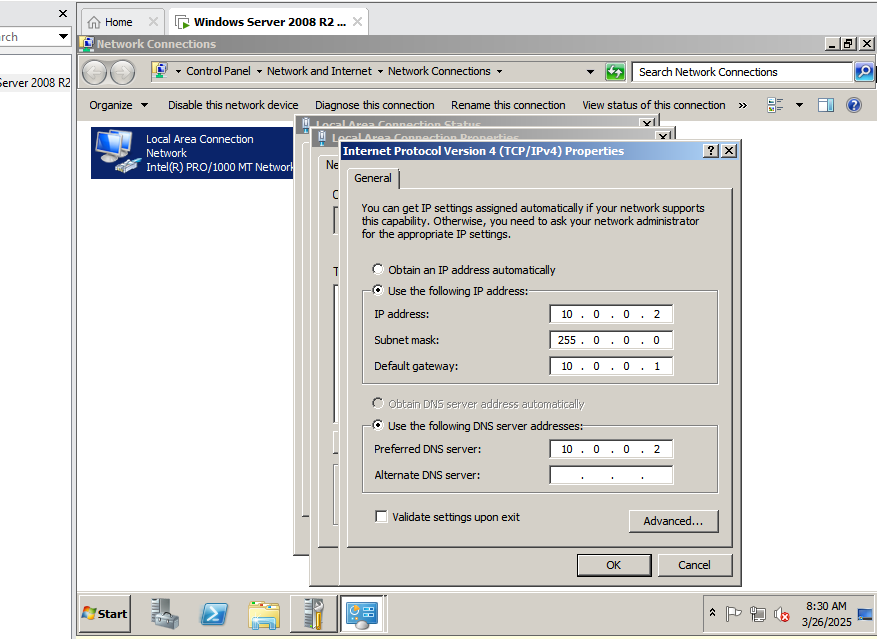 Home
Windows Server 2008 R2 ...
rch
Server 2008 R2
Network Connections
Control Panel
Network and Internet
Network Connections
Search Network Connections
Organize
Disable this network device
Diagnose this connection
Rename this connection
View status of this connection
»
Local Area Connection Status
Local Area Connection Properties
Local Area Connection
Network
Intel(R) PRO/1000 MT Network
Ne
Internet Protocol Version 4 (TCP/IPv4) Properties
General
You can get IP settings assigned automatically if your network supports
this capability. Otherwise, you need to ask your network administrator
for the appropriate IP settings.
Obtain an IP address automatically
Use the following IP address:
IP address: 10 . 0 . 0 . 2
Subnet mask: 255 . 0 . 0 . 0
Default gateway: 10 . 0 . 0 . 1
Obtain DNS server address automatically
Use the following DNS server addresses:
Preferred DNS server: 10 . 0 . 0 . 2
Alternate DNS server: . . .
Validate settings upon exit
Advanced...
OK
Cancel
Start
8:30 AM
3/26/2025